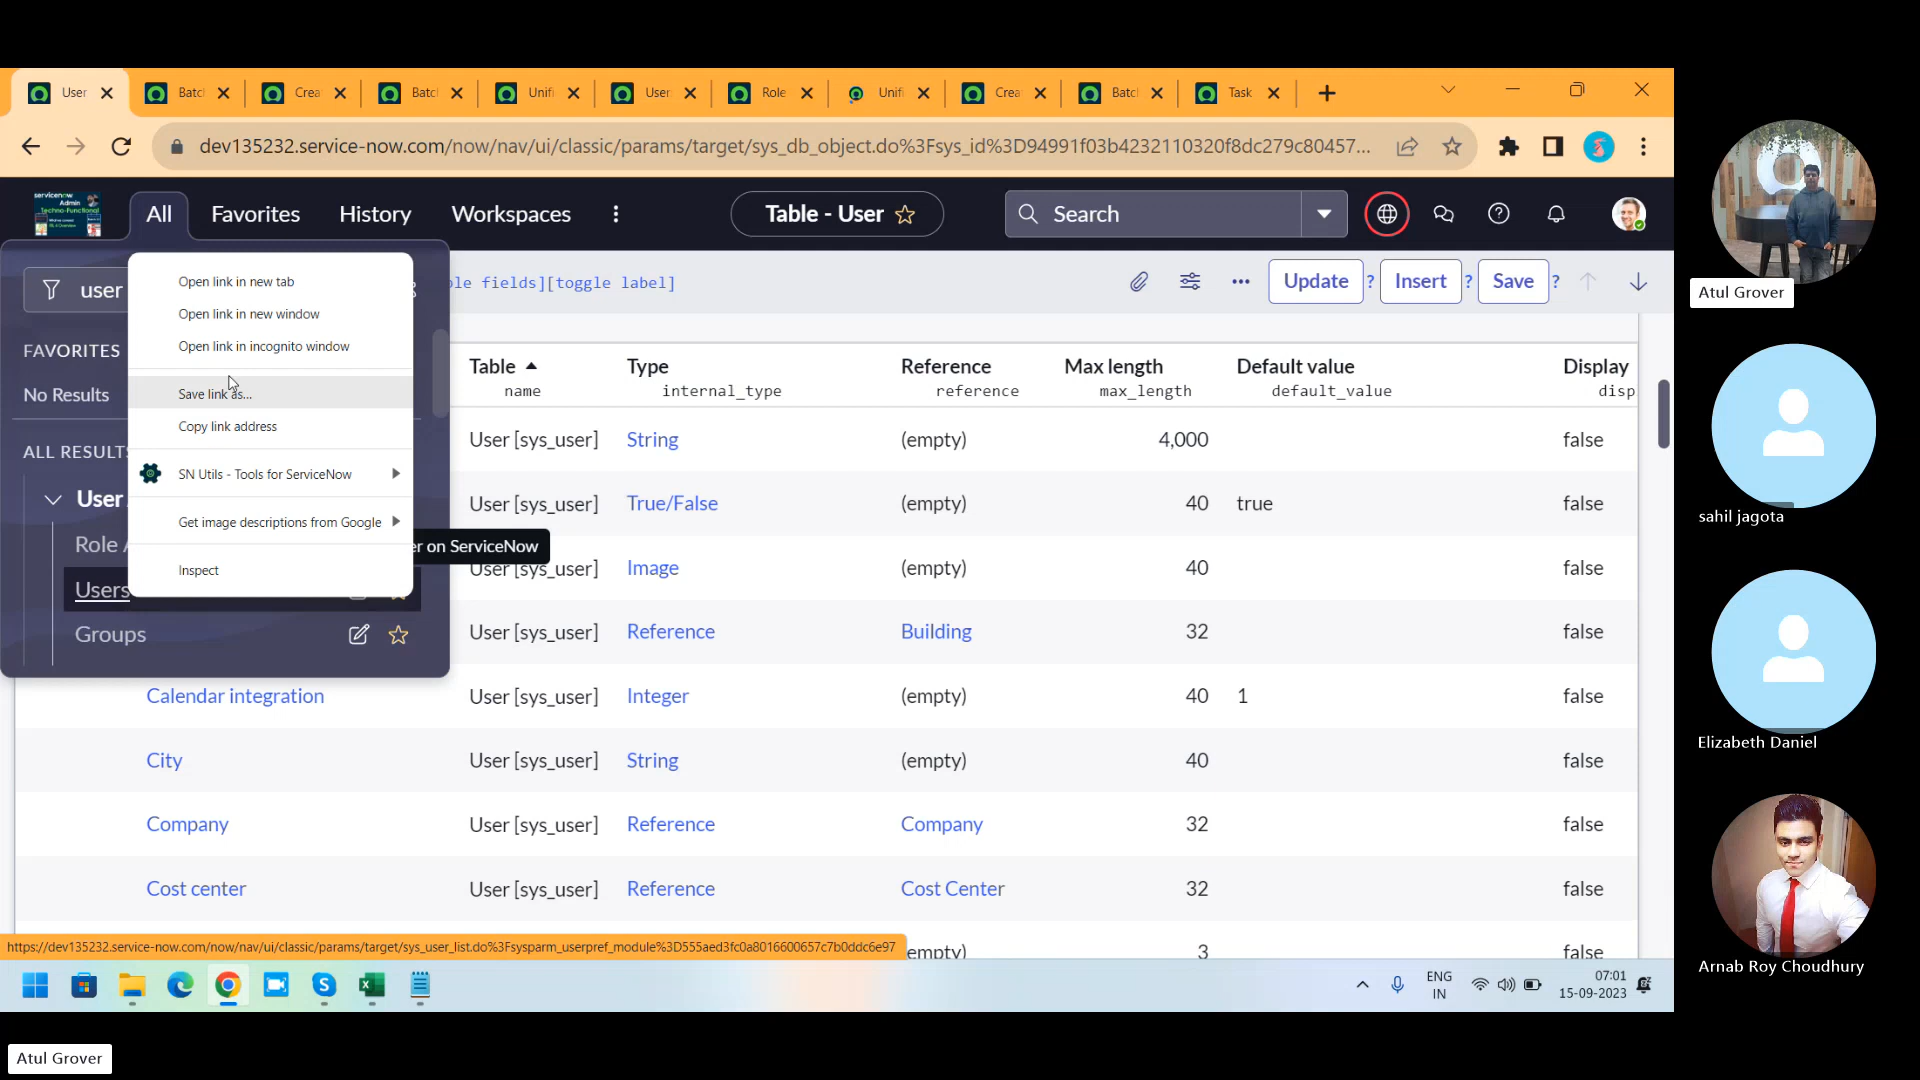 User
Batc
Crea
Batc
Unifi
User
Role
Unifi
Crea
Batc
Task
dev135232.service-now.com/now/nav/ui/classic/params/target/sys_db_object.do%3Fsys_id%3D94991f03b4232110320f8dc279c80457...
servicenow
Admin
Techno-Functional
All
Favorites
History
Workspaces
Table - User
Search
user
ple fields][toggle label]
Update ?
Insert ?
Save ?
Open link in new tab
Open link in new window
Open link in incognito window
Save link as...
Copy link address
SN Utils - Tools for ServiceNow
Get image descriptions from Google
Inspect
FAVORITES
No Results
ALL RESULTS
User
Role A
Users
Groups
er on ServiceNow
Table Type Reference Max length Default value Display
name internal_type reference max_length default_value disp
User [sys_user] String (empty) 4,000 false
User [sys_user] True/False (empty) 40 true false
User [sys_user] Image (empty) 40 false
User [sys_user] Reference Building 32 false
Calendar integration User [sys_user] Integer (empty) 40 1 false
City User [sys_user] String (empty) 40 false
Company User [sys_user] Reference Company 32 false
Cost center User [sys_user] Reference Cost Center 32 false
empty) 3 false
https://dev135232.service-now.com/now/nav/ui/classic/params/target/sys_user_list.do%3Fsysparm_userpref_module%3D555aed3fc0a8016600657c7b0ddc6e97
ENG
IN
07:01
15-09-2023
Atul Grover
sahil jagota
Elizabeth Daniel
Arnab Roy Choudhury
Atul Grover